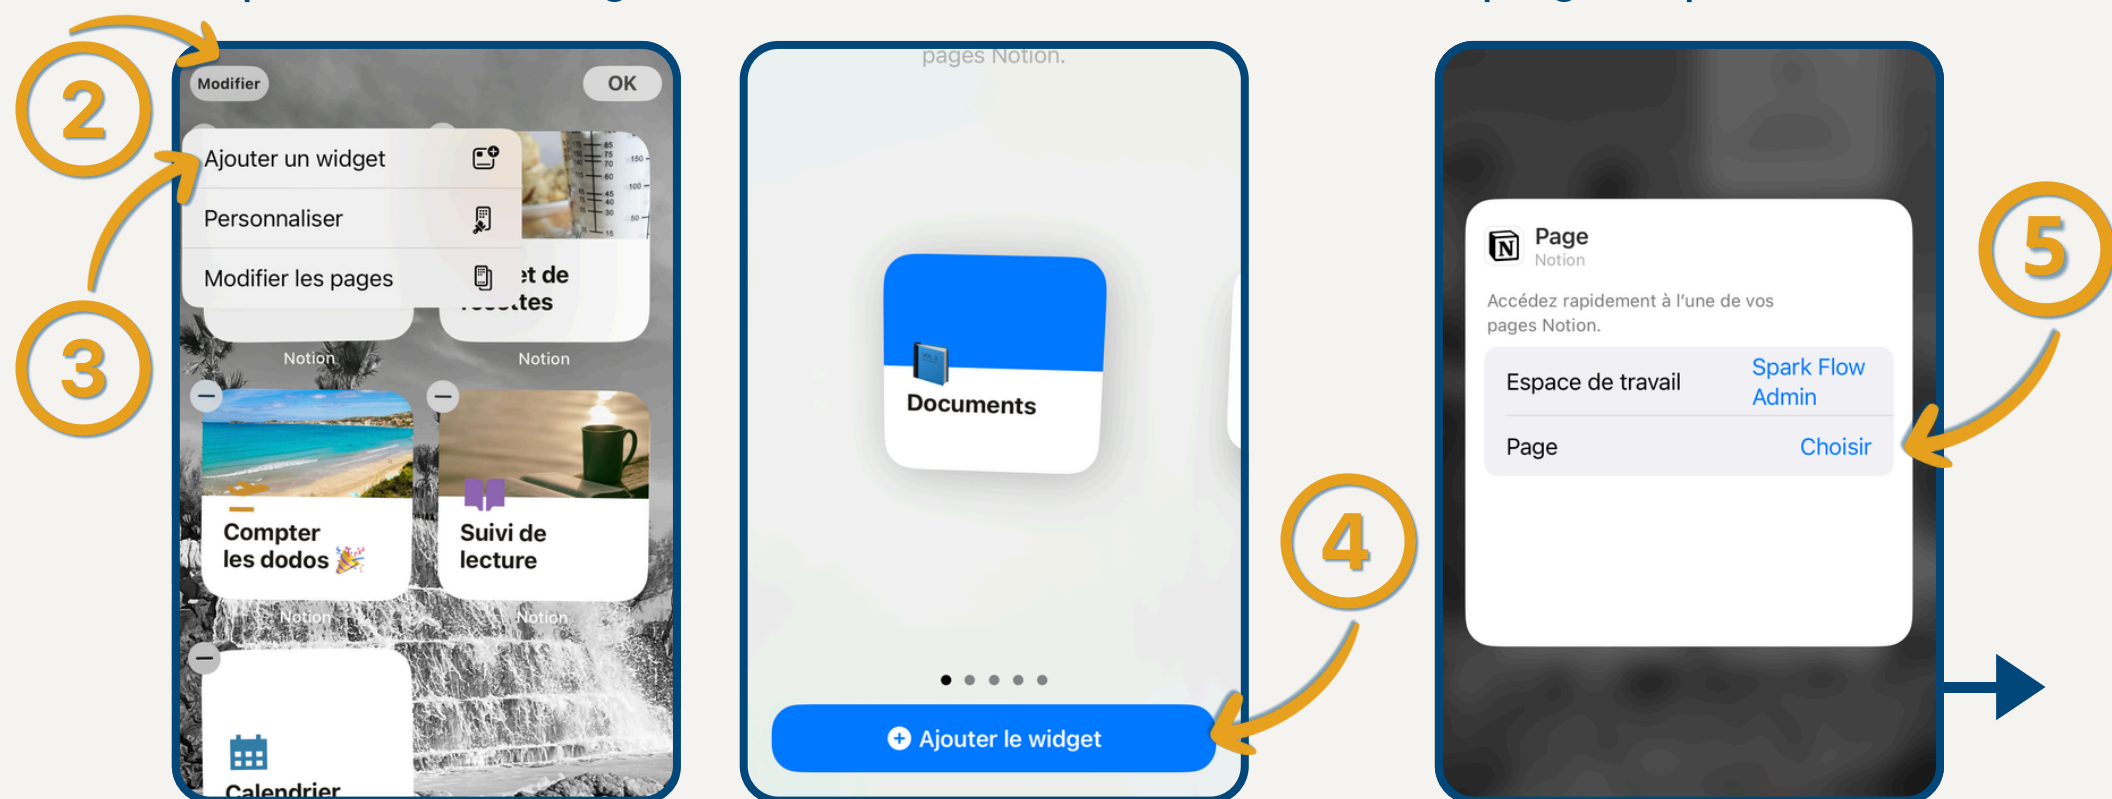 2
Modifier
OK
Ajouter un widget
Personnaliser
Modifier les pages
et de
Notion
Notion
Compter
les dodos 🎉
Suivi de
lecture
Notion
Notion
Calendrier
3
pages Notion.
Documents
Ajouter le widget
4
Page
Notion
Accédez rapidement à l'une de vos
pages Notion.
Espace de travail
Spark Flow
Admin
Page
Choisir
5